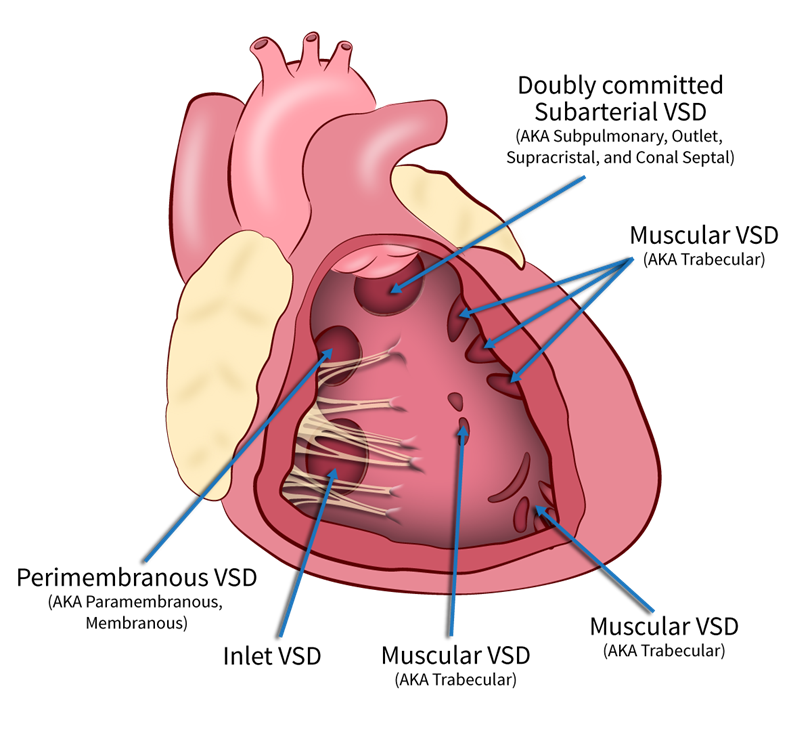 Doubly committed
Subarterial VSD
(AKA Subpulmonary, Outlet,
Supracristal, and Conal Septal)
Muscular VSD
(AKA Trabecular)
Perimembranous VSD
(AKA Paramembranous,
Membranous)
Inlet VSD
Muscular VSD
(AKA Trabecular)
Muscular VSD
(AKA Trabecular)